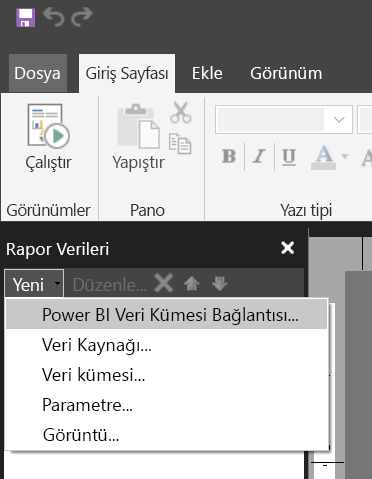 Dosya Giriş Sayfası Ekle Görünüm
Çalıştır Yapıştır B I U A A
Görünümler Pano Yazı tipi
Rapor Verileri
Yeni Düzenle...
Power BI Veri Kümesi Bağlantısı...
Veri Kaynağı...
Veri kümesi...
Parametre...
Görüntü...